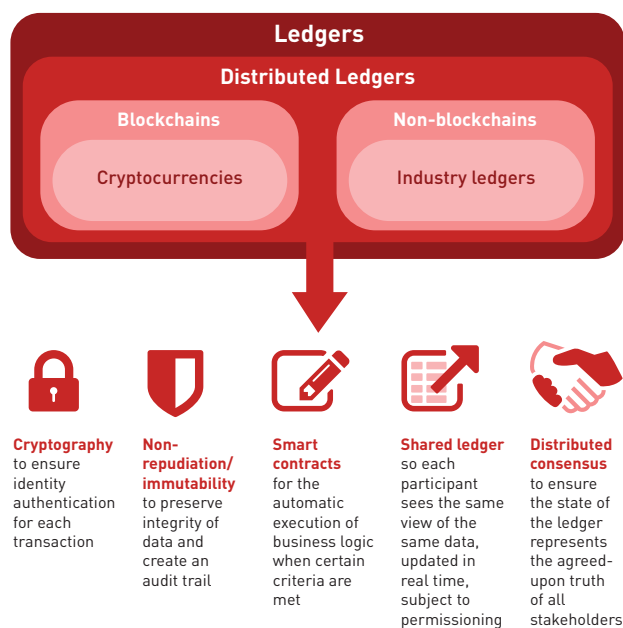 Ledgers
Distributed Ledgers
Blockchains
Cryptocurrencies
Non-blockchains
Industry ledgers
Cryptography
to ensure
identity
authentication
for each
transaction
Non-
repudiation/
immutability
to preserve
integrity of
data and
create an
audit trail
Smart
contracts
for the
automatic
execution of
business logic
when certain
criteria are
met
Shared ledger
so each
participant
sees the same
view of the
same data,
updated in
real time,
subject to
permissioning
Distributed
consensus
to ensure
the state of
the ledger
represents
the agreed-
upon truth
of all
stakeholders